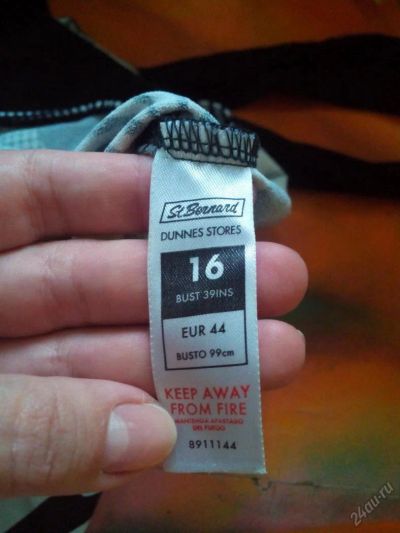 St Bernard
DUNNES STORES
16
BUST 39INS
EUR 44
BUSTO 99cm
KEEP AWAY
FROM FIRE
MANTENGA APARTADO
DEL FUEGO
8911144
24au.ru